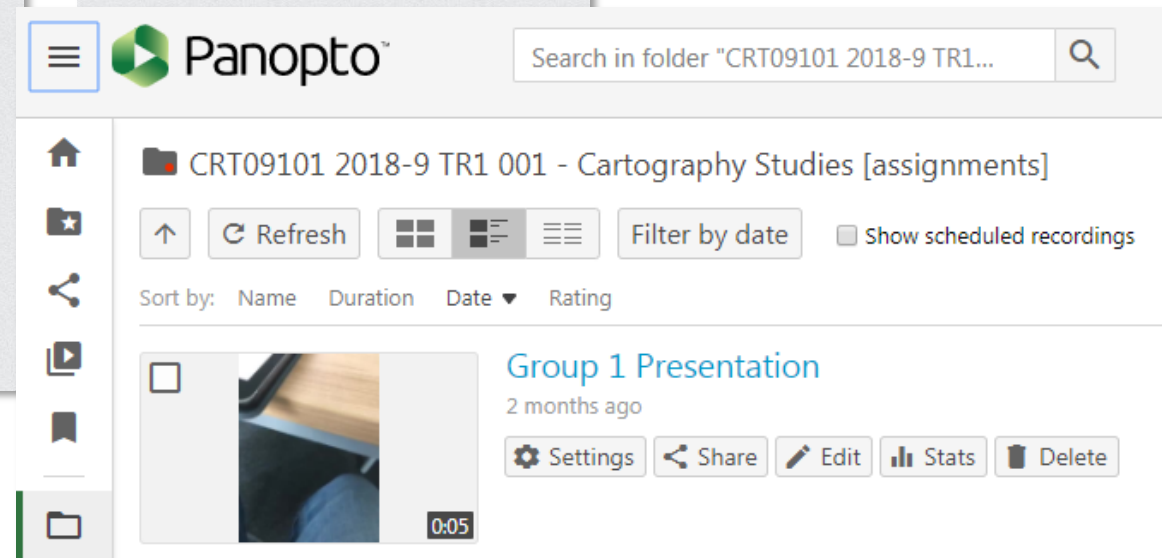 Panopto™
Search in folder "CRT09101 2018-9 TR1...
CRT09101 2018-9 TR1 001 - Cartography Studies [assignments]
Refresh
Filter by date
Show scheduled recordings
Sort by: Name Duration Date ▼ Rating
Group 1 Presentation
2 months ago
Settings Share Edit Stats Delete
0:05